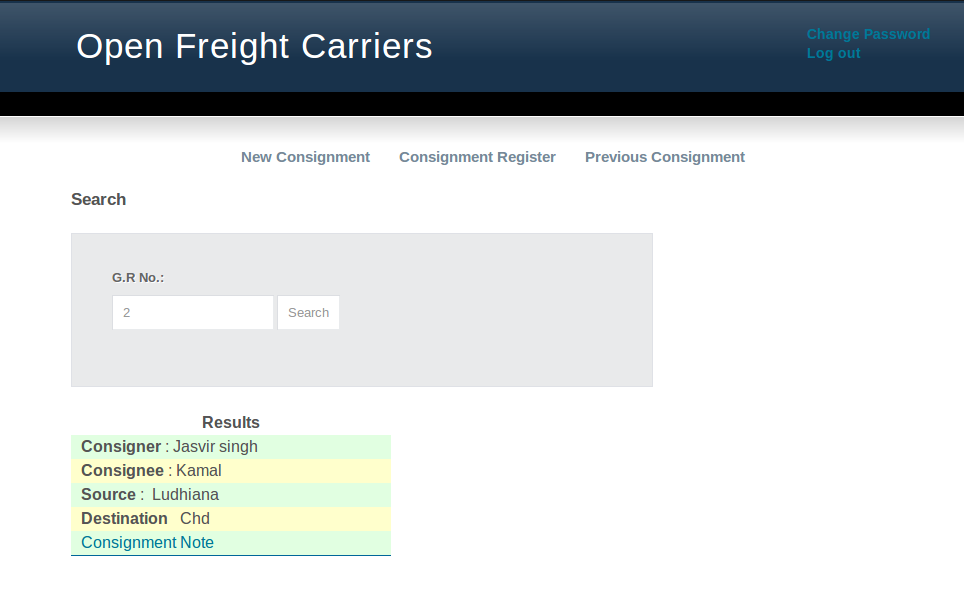 Open Freight Carriers
Change Password
Log out
New Consignment Consignment Register Previous Consignment
Search
G.R No.:
2 Search
Results
Consigner : Jasvir singh
Consignee : Kamal
Source : Ludhiana
Destination Chd
Consignment Note